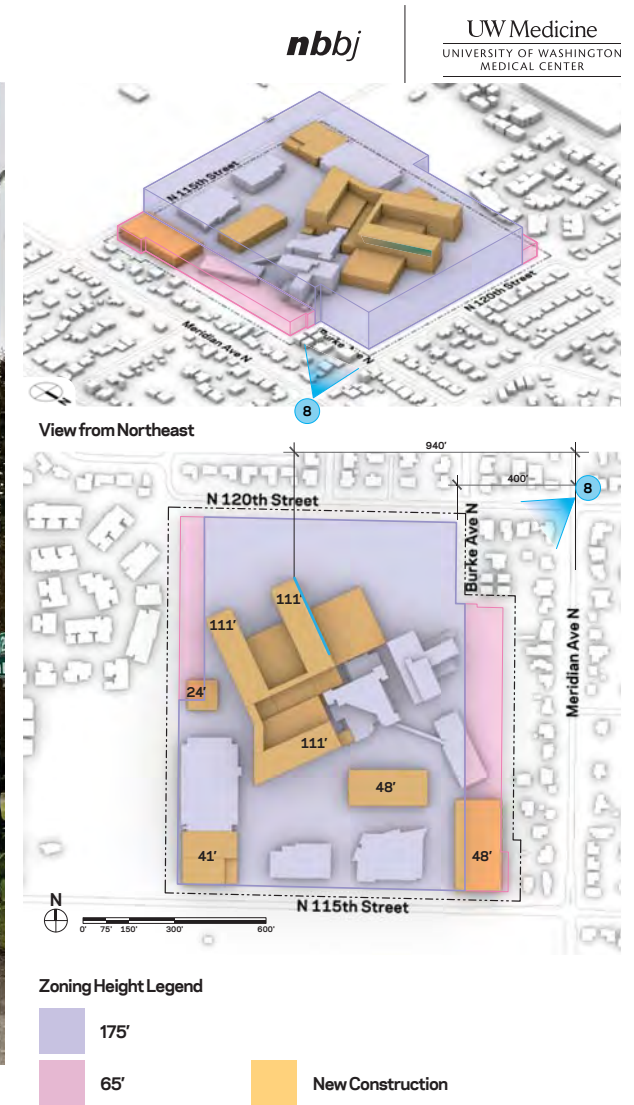 nbbj
UW Medicine
UNIVERSITY OF WASHINGTON
MEDICAL CENTER
N 115th Street
N 120th Street
Meridian Ave N
Burke Ave N
N
8
View from Northeast
940'
400'
8
N 120th Street
Burke Ave N
111'
111'
Meridian Ave N
24'
111'
48'
41'
48'
N
N 115th Street
0' 75' 150' 300' 600'
Zoning Height Legend
175'
65'
New Construction